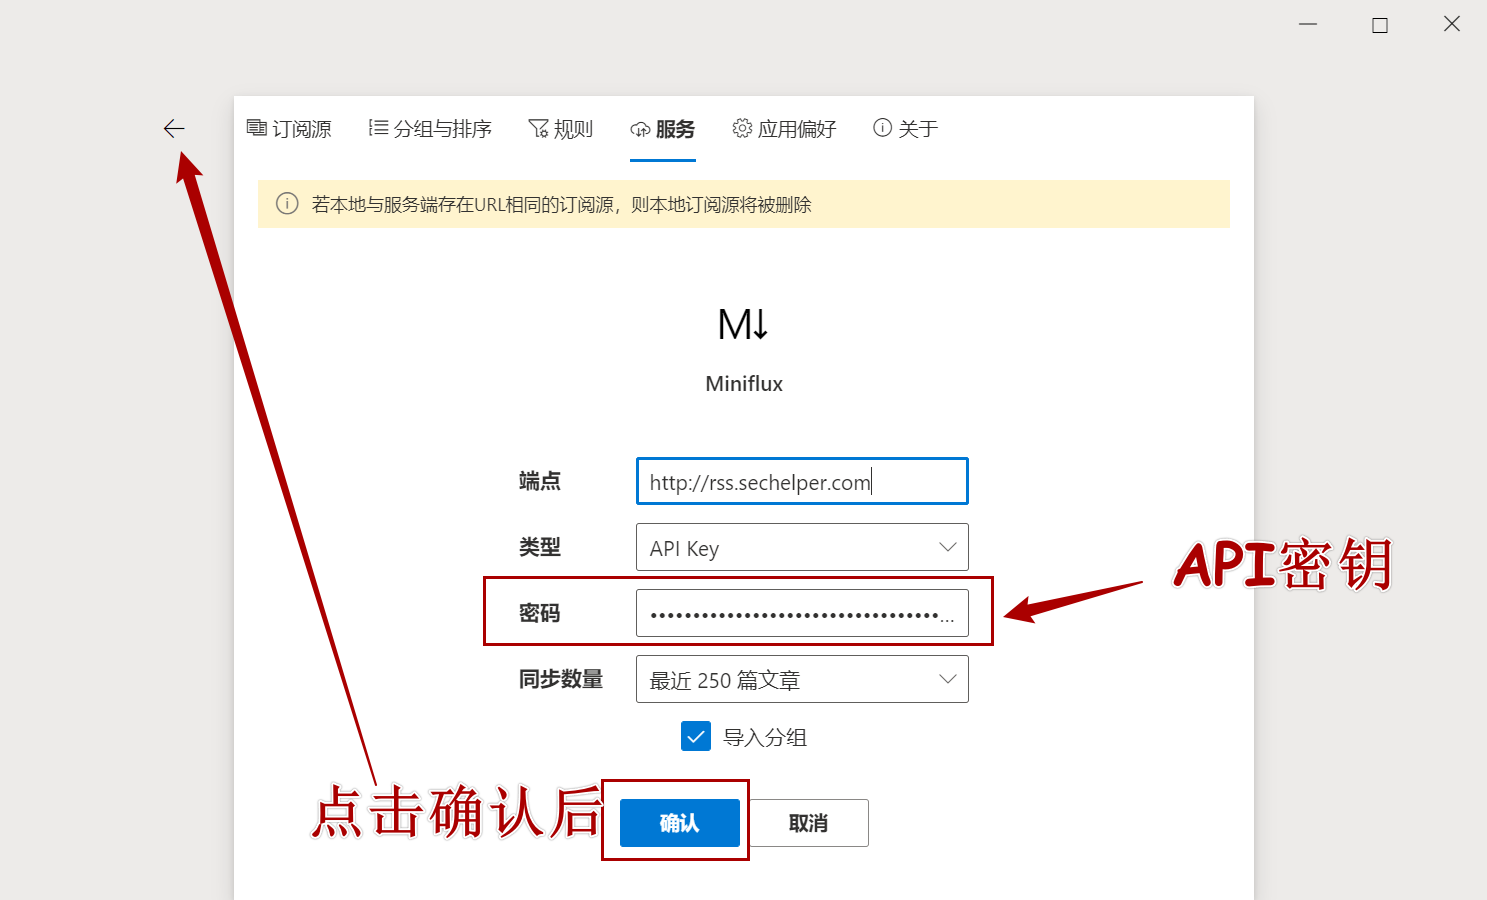 订阅源 分组与排序 规则 服务 应用偏好 关于
若本地与服务端存在URL相同的订阅源，则本地订阅源将被删除
M↓
Miniflux
端点 http://rss.sechelper.com
类型 API Key
API密钥
密码 ••••••••••••••••••••••••••••••••••...
同步数量 最近 250 篇文章
导入分组
点击确认后
确认 取消